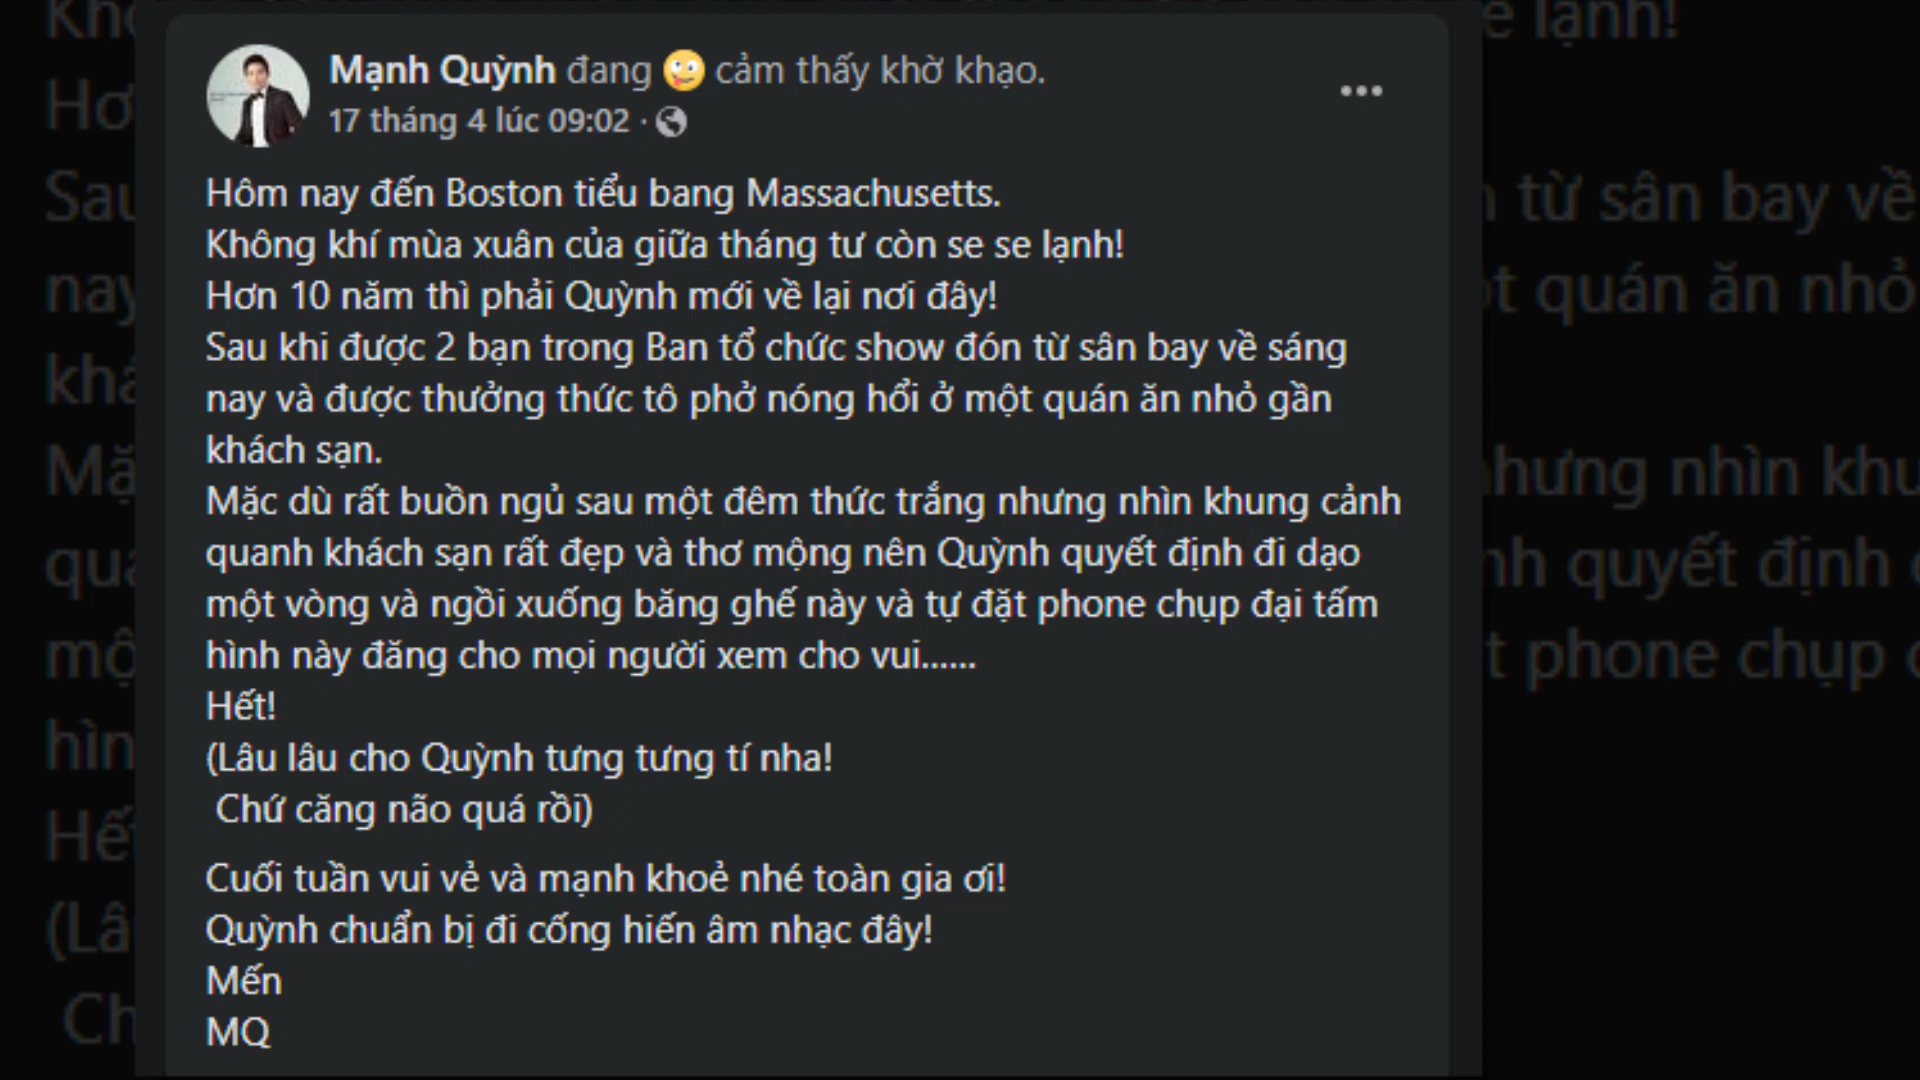 Mạnh Quỳnh đang 🤪 cảm thấy khờ khạo.
17 tháng 4 lúc 09:02 ·
Hôm nay đến Boston tiểu bang Massachusetts.
Không khí mùa xuân của giữa tháng tư còn se se lạnh!
Hơn 10 năm thì phải Quỳnh mới về lại nơi đây!
Sau khi được 2 bạn trong Ban tổ chức show đón từ sân bay về sáng
nay và được thưởng thức tô phở nóng hổi ở một quán ăn nhỏ gần
khách sạn.
Mặc dù rất buồn ngủ sau một đêm thức trắng nhưng nhìn khung cảnh
quanh khách sạn rất đẹp và thơ mộng nên Quỳnh quyết định đi dạo
một vòng và ngồi xuống băng ghế này và tự đặt phone chụp đại tấm
hình này đăng cho mọi người xem cho vui......
Hết!
(Lâu lâu cho Quỳnh tưng tưng tí nha!
Chứ căng não quá rồi)
Cuối tuần vui vẻ và mạnh khoẻ nhé toàn gia ơi!
Quỳnh chuẩn bị đi cống hiến âm nhạc đây!
Mến
MQ